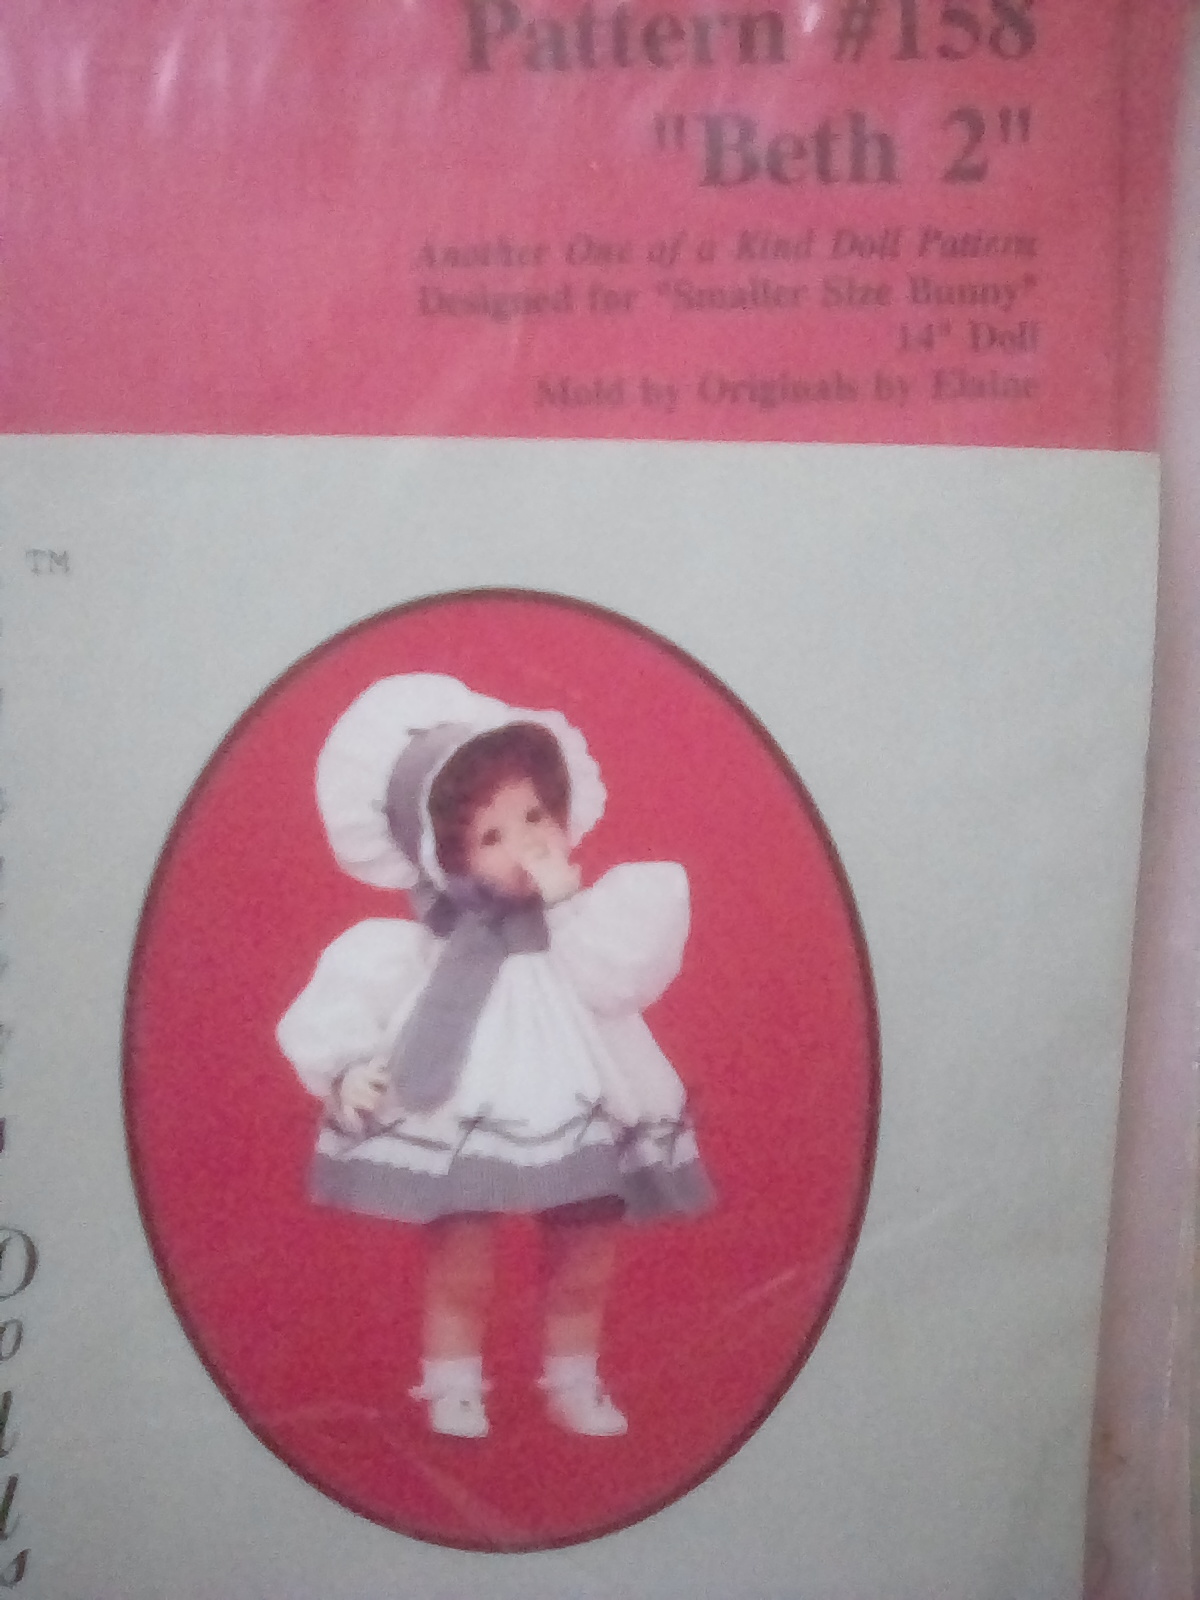 Pattern #158
"Beth 2"
Another One of a Kind Doll Pattern
Designed for "Smaller Size Bunny"
14" Doll
Mold by Originals by Elaine
TM
D
o
l
l
s